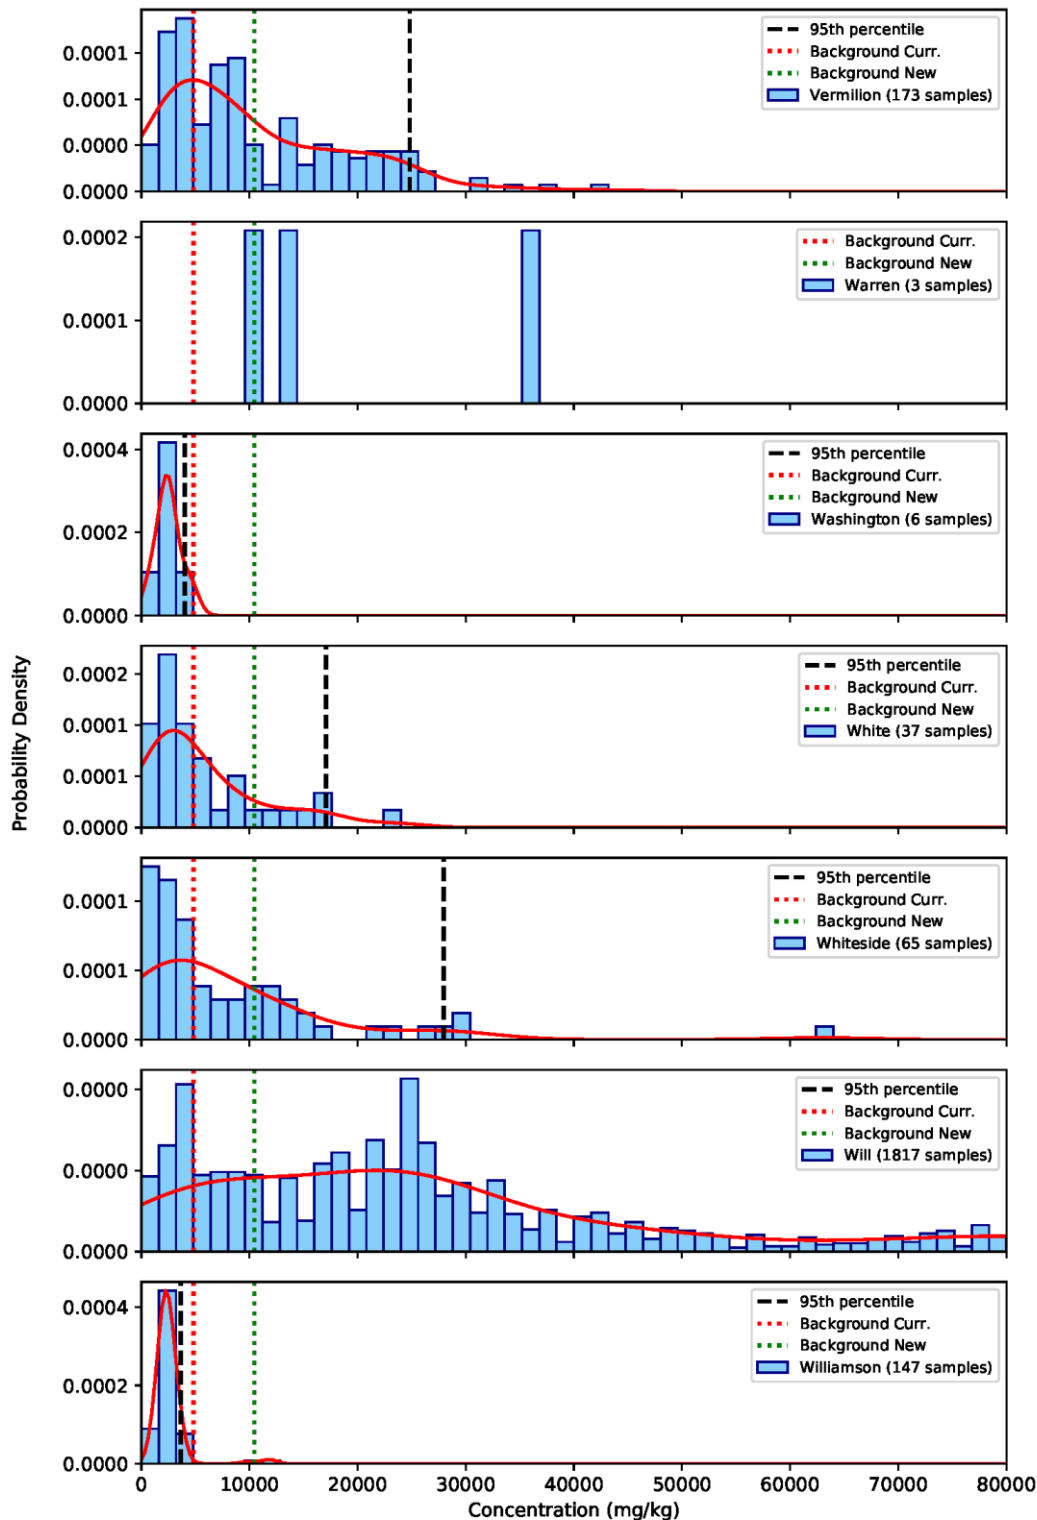 0.0001
0.0001
0.0000
0.0000
95th percentile
Background Curr.
Background New
Vermilion (173 samples)
0.0002
0.0001
0.0000
Background Curr.
Background New
Warren (3 samples)
0.0004
0.0002
0.0000
95th percentile
Background Curr.
Background New
Washington (6 samples)
Probability Density
0.0002
0.0001
0.0001
0.0000
95th percentile
Background Curr.
Background New
White (37 samples)
0.0001
0.0001
0.0000
95th percentile
Background Curr.
Background New
Whiteside (65 samples)
0.0000
0.0000
0.0000
95th percentile
Background Curr.
Background New
Will (1817 samples)
0.0004
0.0002
0.0000
95th percentile
Background Curr.
Background New
Williamson (147 samples)
0 10000 20000 30000 40000 50000 60000 70000 80000
Concentration (mg/kg)